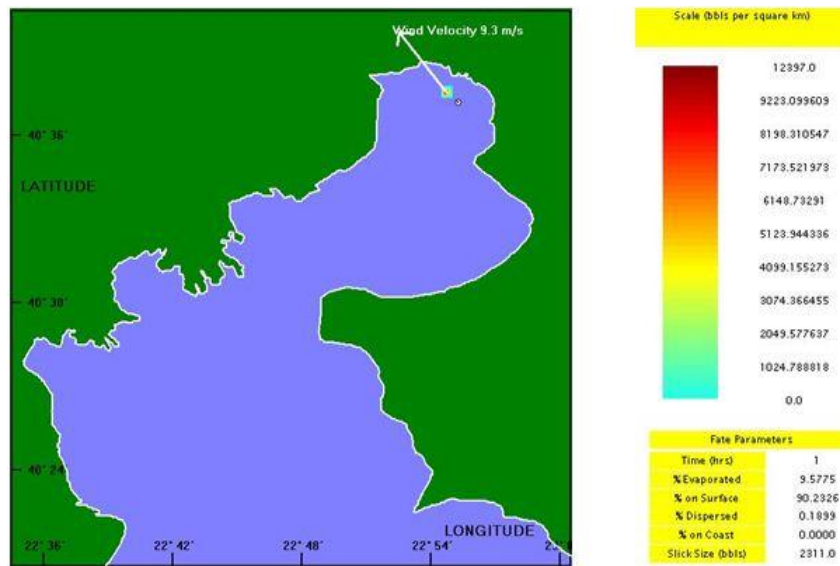 Wind Velocity 9.3 m/s
40° 36'
LATITUDE
40° 30'
40° 24'
LONGITUDE
22° 36' 22° 42' 22° 48' 22° 54'
Scale (bbls per square km)
12397.0
9223.099609
8198.310547
7173.521973
6148.73291
5123.944336
4099.155273
3074.366455
2049.577637
1024.788818
0.0
Fate Parameters
Time (hrs) 1
% Evaporated 9.5775
% on Surface 90.2326
% Dispersed 0.1899
% on Coast 0.0000
Slick Size (bbls) 2311.0